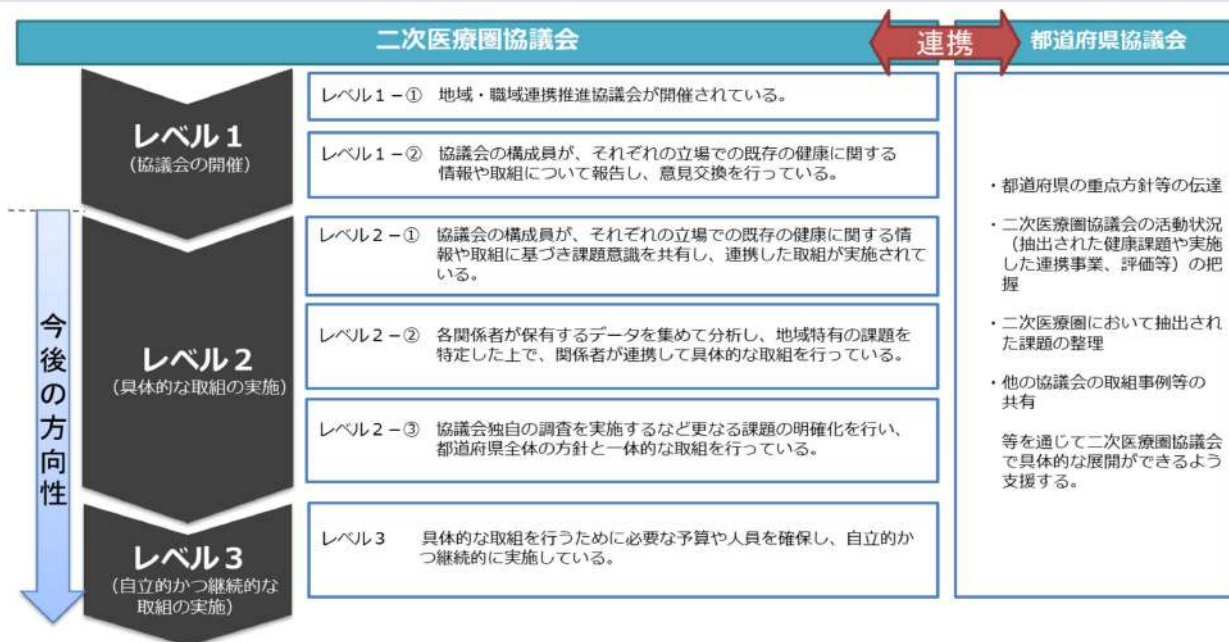 二次医療圏協議会
連携
都道府県協議会
レベル1
(協議会の開催)
レベル1－① 地域・職域連携推進協議会が開催されている。
レベル1－② 協議会の構成員が、それぞれの立場での既存の健康に関する
情報や取組について報告し、意見交換を行っている。
今後の方向性
レベル2
(具体的な取組の実施)
レベル2－① 協議会の構成員が、それぞれの立場での既存の健康に関する情
報や取組に基づき課題意識を共有し、連携した取組が実施されて
いる。
レベル2－② 各関係者が保有するデータを集めて分析し、地域特有の課題を
特定した上で、関係者が連携して具体的な取組を行っている。
レベル2－③ 協議会独自の調査を実施するなど更なる課題の明確化を行い、
都道府県全体の方針と一体的な取組を行っている。
レベル3
(自立的かつ継続的な
取組の実施)
レベル3 具体的な取組を行うために必要な予算や人員を確保し、自立的か
つ継続的に実施している。
・都道府県の重点方針等の伝達
・二次医療圏協議会の活動状況
(抽出された健康課題や実施
した連携事業、評価等)の把
握
・二次医療圏において抽出され
た課題の整理
・他の協議会の取組事例等の
共有
等を通じて二次医療圏協議会
で具体的な展開ができるよう
支援する。